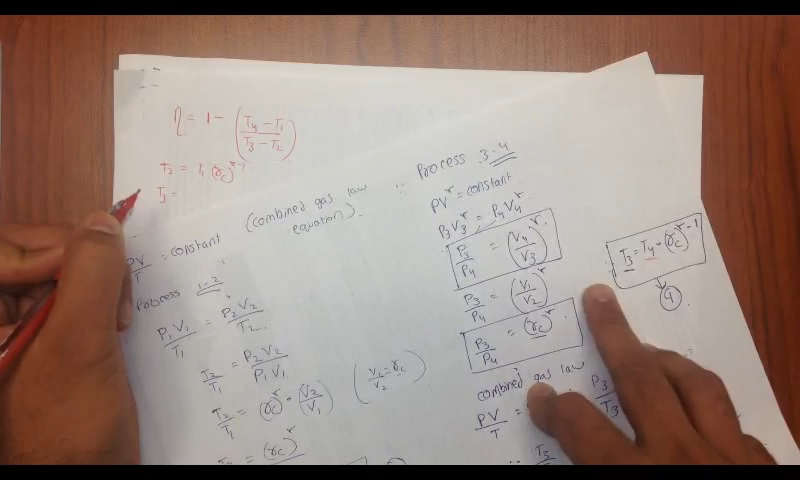 η = 1 - (T4 - T1 / T3 - T2)
T2 = T1 (rc)^γ-1
T3 =
(combined gas law equation).
PV/T = constant
Process 1-2
P1V1/T1 = P2V2/T2
T2/T1 = P2V2/P1V1
T2/T1 = (rc)^γ × (V2/V1)
(V1/V2 = rc)
(rc)^γ
∵ Process 3-4
PV^γ = constant
P3V3^γ = P4V4^γ
P3/P4 = (V4/V3)^γ
P3/P4 = (V1/V2)^γ
P3/P4 = (rc)^γ
combined gas law
PV/T =
P3/T3
∴ T3
T3 = T4 × (rc)^γ-1
4